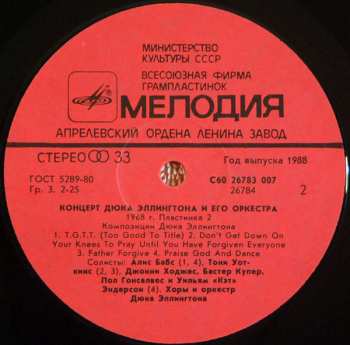 МИНИСТЕРСТВО
КУЛЬТУРЫ СССР
ВСЕСОЮЗНАЯ ФИРМА
ГРАМПЛАСТИНОК
МЕЛОДИЯ
АПРЕЛЕВСКИЙ ОРДЕНА ЛЕНИНА ЗАВОД
СТЕРЕО 33
Год выпуска 1988
ГОСТ 5289-80
С60 26783 007
Гр. 3. 2-25
26784
2
КОНЦЕРТ ДЮКА ЭЛЛИНГТОНА И ЕГО ОРКЕСТРА
1968 г. Пластинка 2
Композиции Дюка Эллингтона
1. T.G.T.T. (Too Good To Title) 2. Don't Get Down On
Your Knees To Pray Until You Have Forgiven Everyone
3. Father Forgive 4. Praise God And Dance
Солисты: Алис Бабс (1, 4), Тони Уот-
кинс (2, 3), Джонни Ходжес, Бастер Купер,
Пол Гонсалвес и Уильям «Кэт»
Эндерсон (4). Хоры и оркестр
Дюка Эллингтона